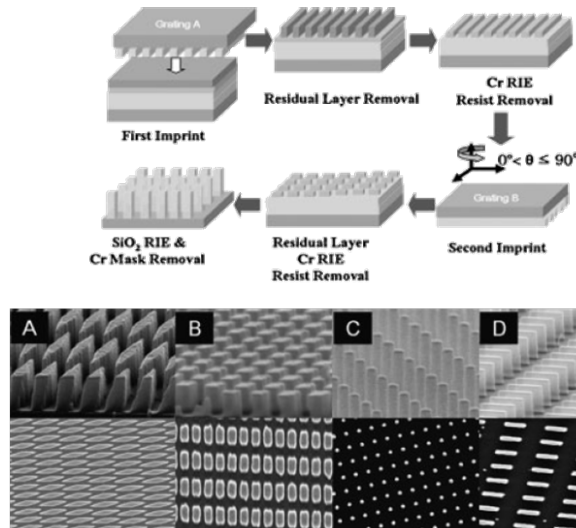 Grating A
First Imprint
Residual Layer Removal
Cr RIE
Resist Removal
0°< θ ≤ 90°
Grating B
Second Imprint
Residual Layer
Cr RIE
Resist Removal
SiO₂ RIE &
Cr Mask Removal
A
B
C
D